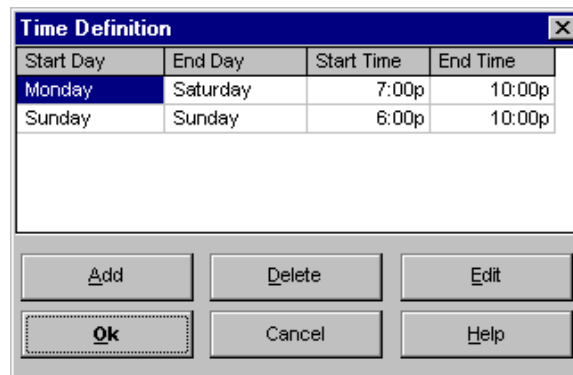 Time Definition
Start Day End Day Start Time End Time
Monday Saturday 7:00p 10:00p
Sunday Sunday 6:00p 10:00p
Add Delete Edit
Ok Cancel Help